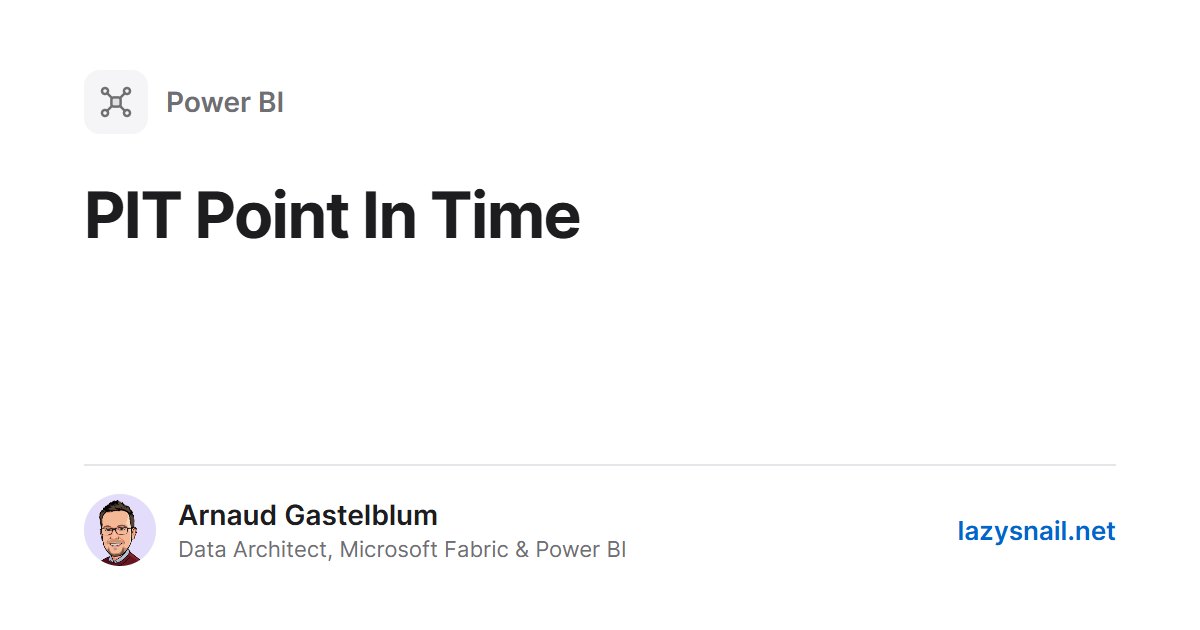 Power BI
PIT Point In Time
Arnaud Gastelblum
Data Architect, Microsoft Fabric & Power BI
lazysnail.net